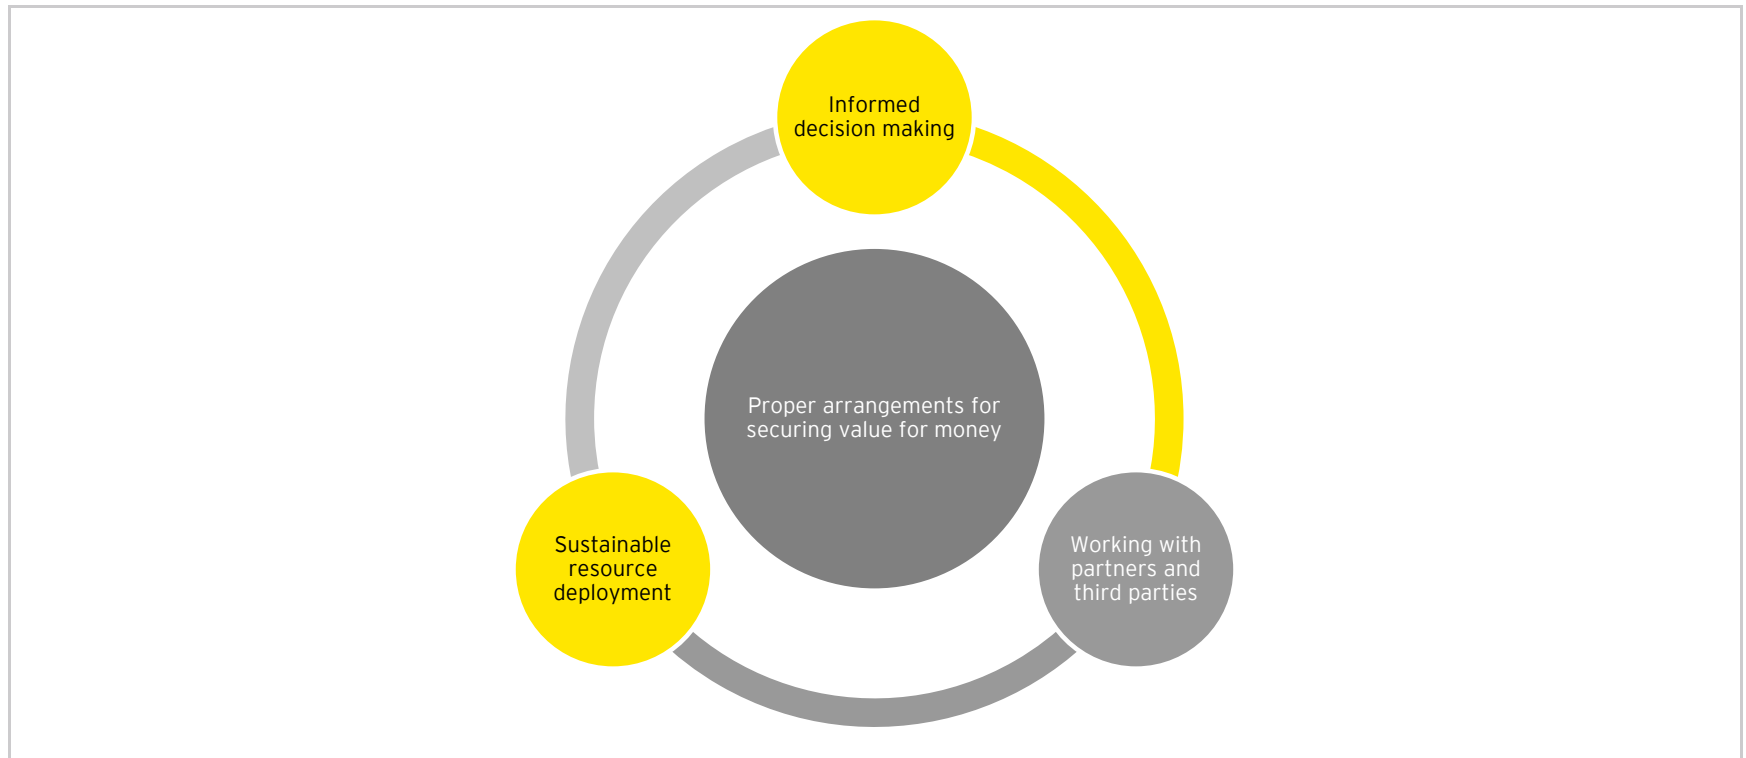 Informed
decision making
Proper arrangements for
securing value for money
Sustainable
resource
deployment
Working with
partners and
third parties